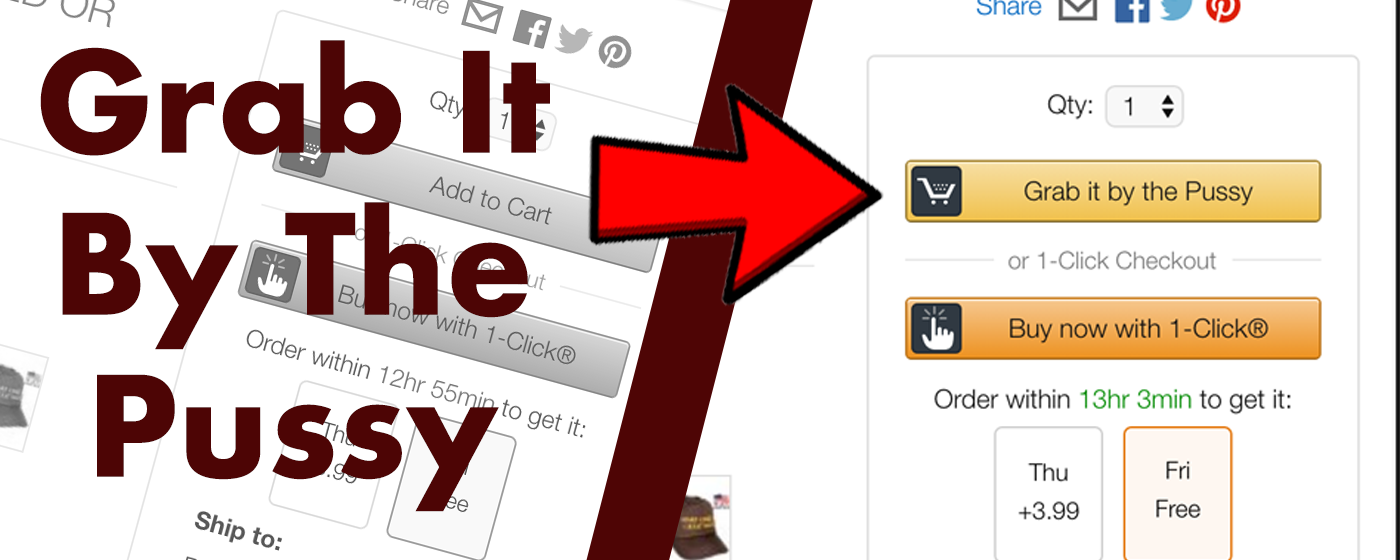 Share
Grab It
By The
Pussy
OR
Qty
1
Add to Cart
1-Click Checkout
Buy now with 1-Click®
Order within 12hr 55min to get it:
Thu
.99
Ship to:
Share
Qty: 1
Grab it by the Pussy
or 1-Click Checkout
Buy now with 1-Click®
Order within 13hr 3min to get it:
Thu
+3.99
Fri
Free